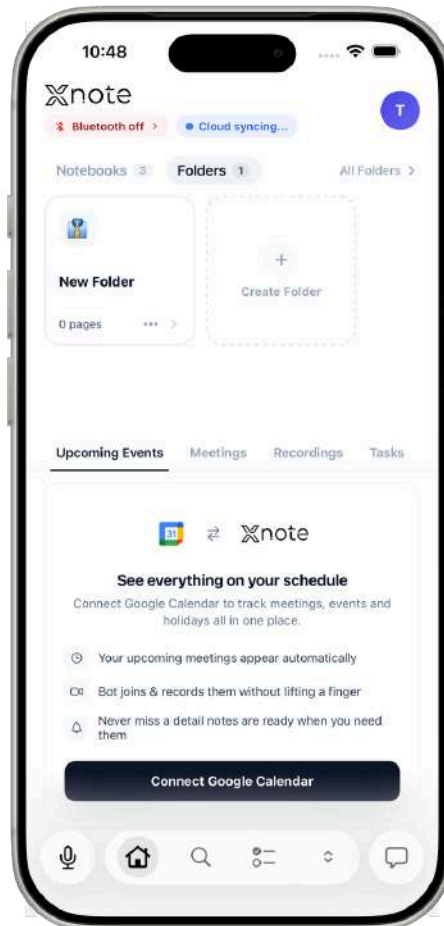 10:48
Xnote
Bluetooth off >
Cloud syncing...
T
Notebooks 3 Folders 1 All Folders >
New Folder
0 pages ••• >
+
Create Folder
Upcoming Events Meetings Recordings Tasks
31 ⇄ Xnote
See everything on your schedule
Connect Google Calendar to track meetings, events and
holidays all in one place.
Your upcoming meetings appear automatically
Bot joins & records them without lifting a finger
Never miss a detail notes are ready when you need
them
Connect Google Calendar